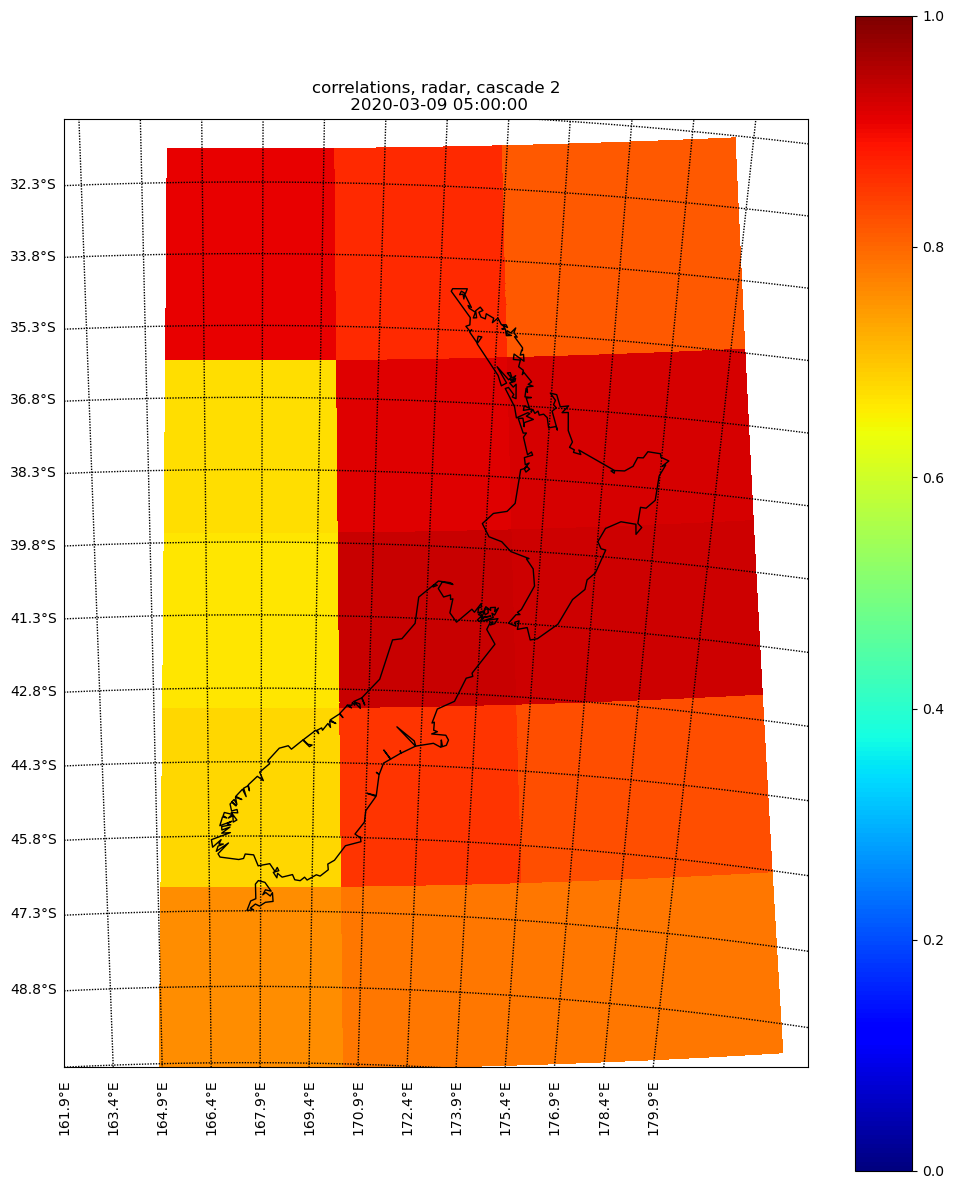 correlations, radar, cascade 2
2020-03-09 05:00:00
32.3°S
33.8°S
35.3°S
36.8°S
38.3°S
39.8°S
41.3°S
42.8°S
44.3°S
45.8°S
47.3°S
48.8°S
161.9°E
163.4°E
164.9°E
166.4°E
167.9°E
169.4°E
170.9°E
172.4°E
173.9°E
175.4°E
176.9°E
178.4°E
179.9°E
1.0
0.8
0.6
0.4
0.2
0.0